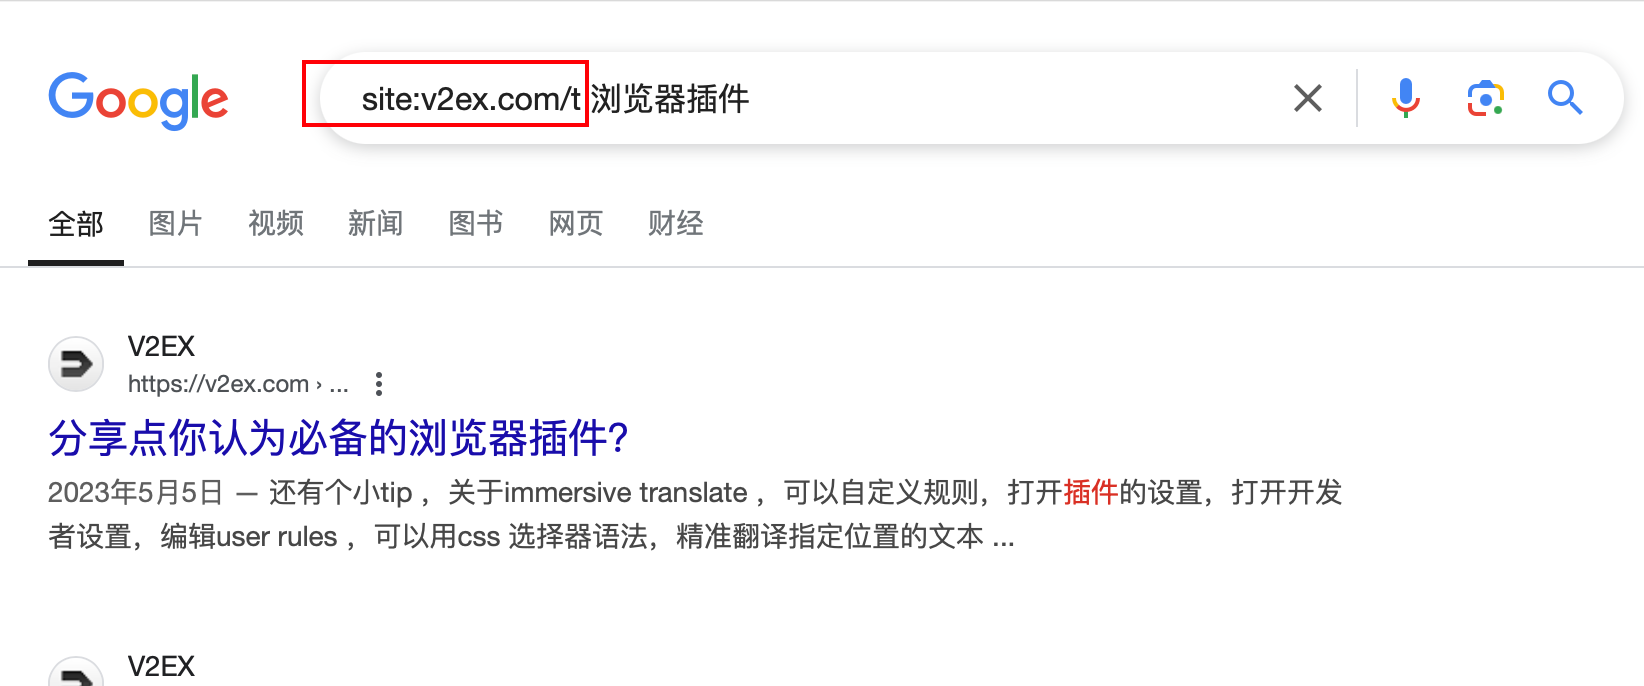 Google
site:v2ex.com/t 浏览器插件
全部 图片 视频 新闻 图书 网页 财经
V2EX
https://v2ex.com › ...
分享点你认为必备的浏览器插件?
2023年5月5日 — 还有个小tip ，关于immersive translate ，可以自定义规则，打开插件的设置，打开开发
者设置，编辑user rules ，可以用css 选择器语法，精准翻译指定位置的文本 ...
V2EX